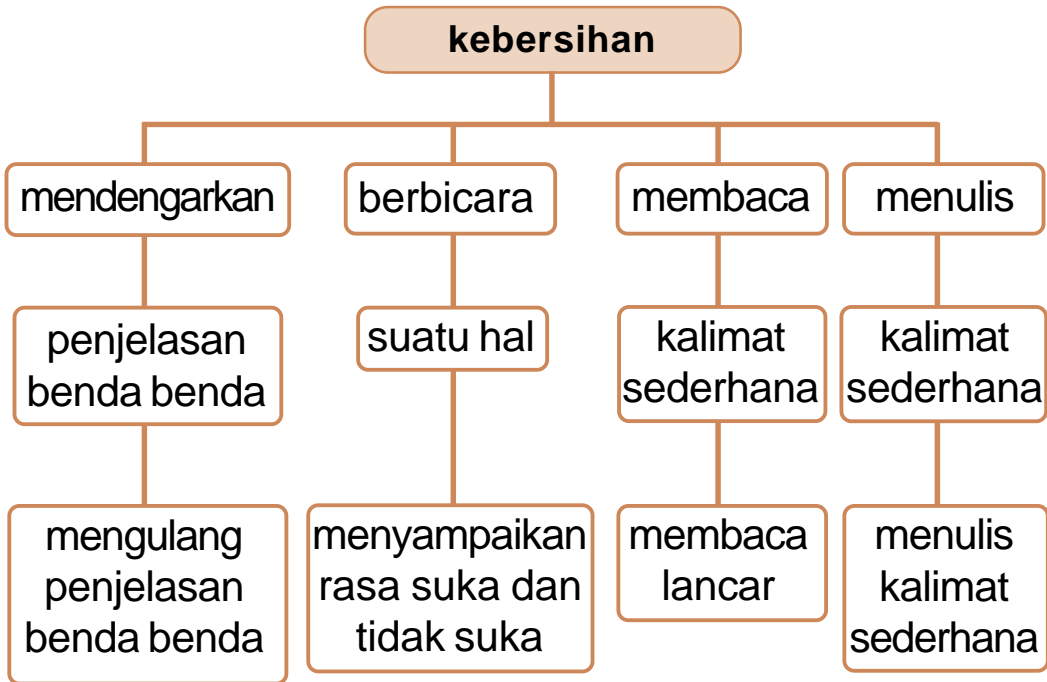 kebersihan
mendengarkan
berbicara
membaca
menulis
penjelasan
benda benda
suatu hal
kalimat
sederhana
kalimat
sederhana
mengulang
penjelasan
benda benda
menyampaikan
rasa suka dan
tidak suka
membaca
lancar
menulis
kalimat
sederhana